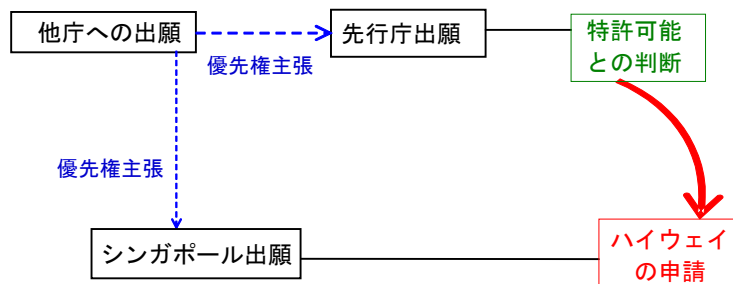 他庁への出願
先行庁出願
特許可能
との判断
優先権主張
優先権主張
シンガポール出願
ハイウェイ
の申請